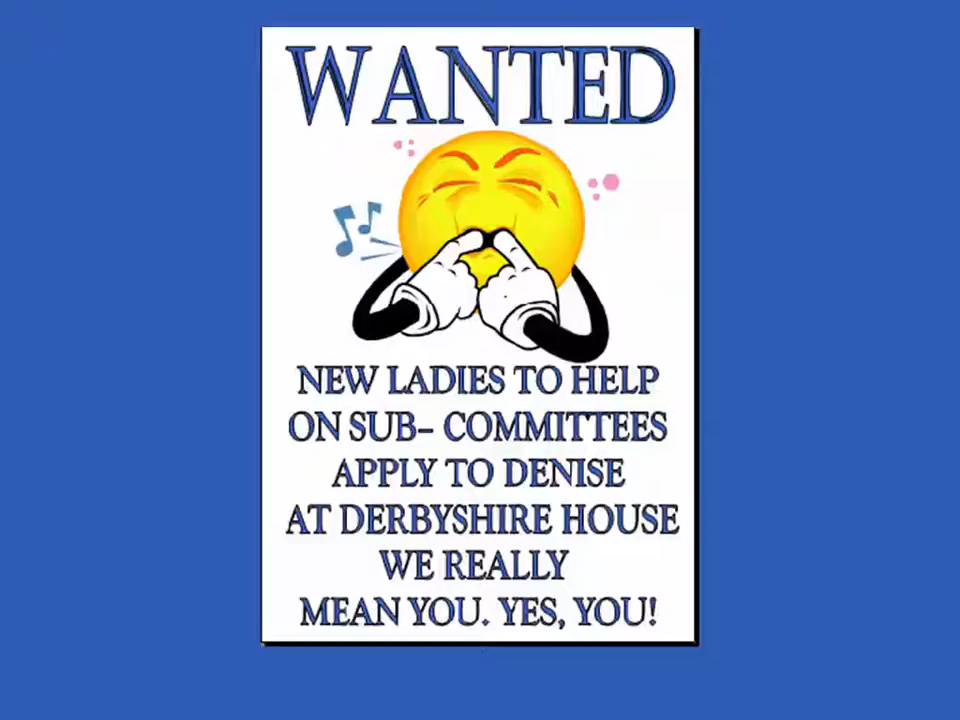 WANTED
NEW LADIES TO HELP
ON SUB- COMMITTEES
APPLY TO DENISE
AT DERBYSHIRE HOUSE
WE REALLY
MEAN YOU. YES, YOU!